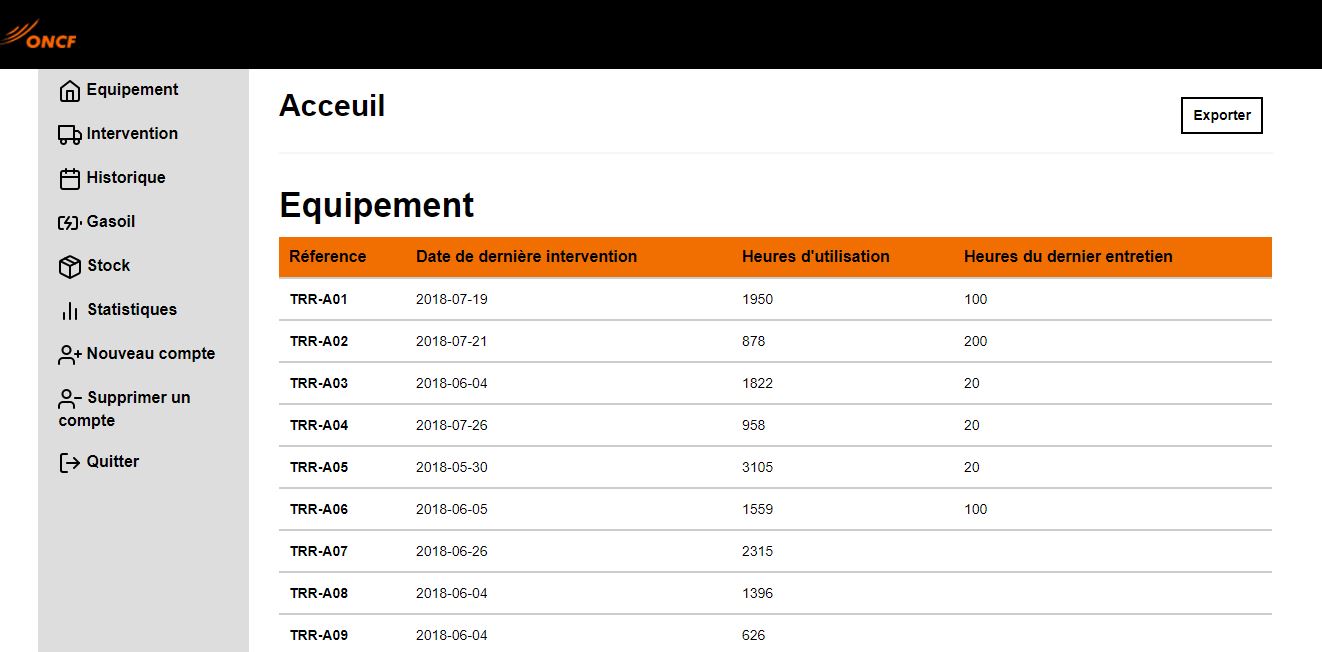 ONCF
Equipement
Intervention
Historique
Gasoil
Stock
Statistiques
Nouveau compte
Supprimer un
compte
Quitter
Acceuil
Exporter
Equipement
Réference Date de dernière intervention Heures d'utilisation Heures du dernier entretien
TRR-A01 2018-07-19 1950 100
TRR-A02 2018-07-21 878 200
TRR-A03 2018-06-04 1822 20
TRR-A04 2018-07-26 958 20
TRR-A05 2018-05-30 3105 20
TRR-A06 2018-06-05 1559 100
TRR-A07 2018-06-26 2315
TRR-A08 2018-06-04 1396
TRR-A09 2018-06-04 626